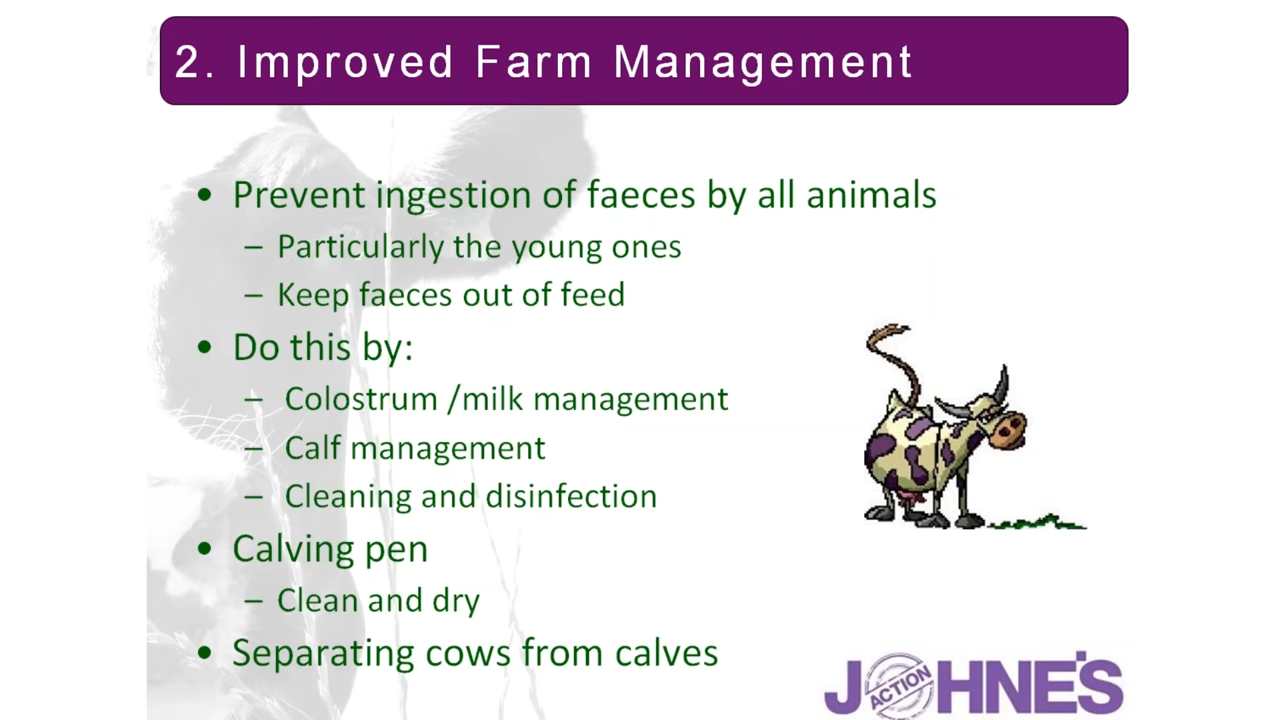 2. Improved Farm Management
• Prevent ingestion of faeces by all animals
– Particularly the young ones
– Keep faeces out of feed
• Do this by:
– Colostrum /milk management
– Calf management
– Cleaning and disinfection
• Calving pen
– Clean and dry
• Separating cows from calves
JOHNE'S
ACTION